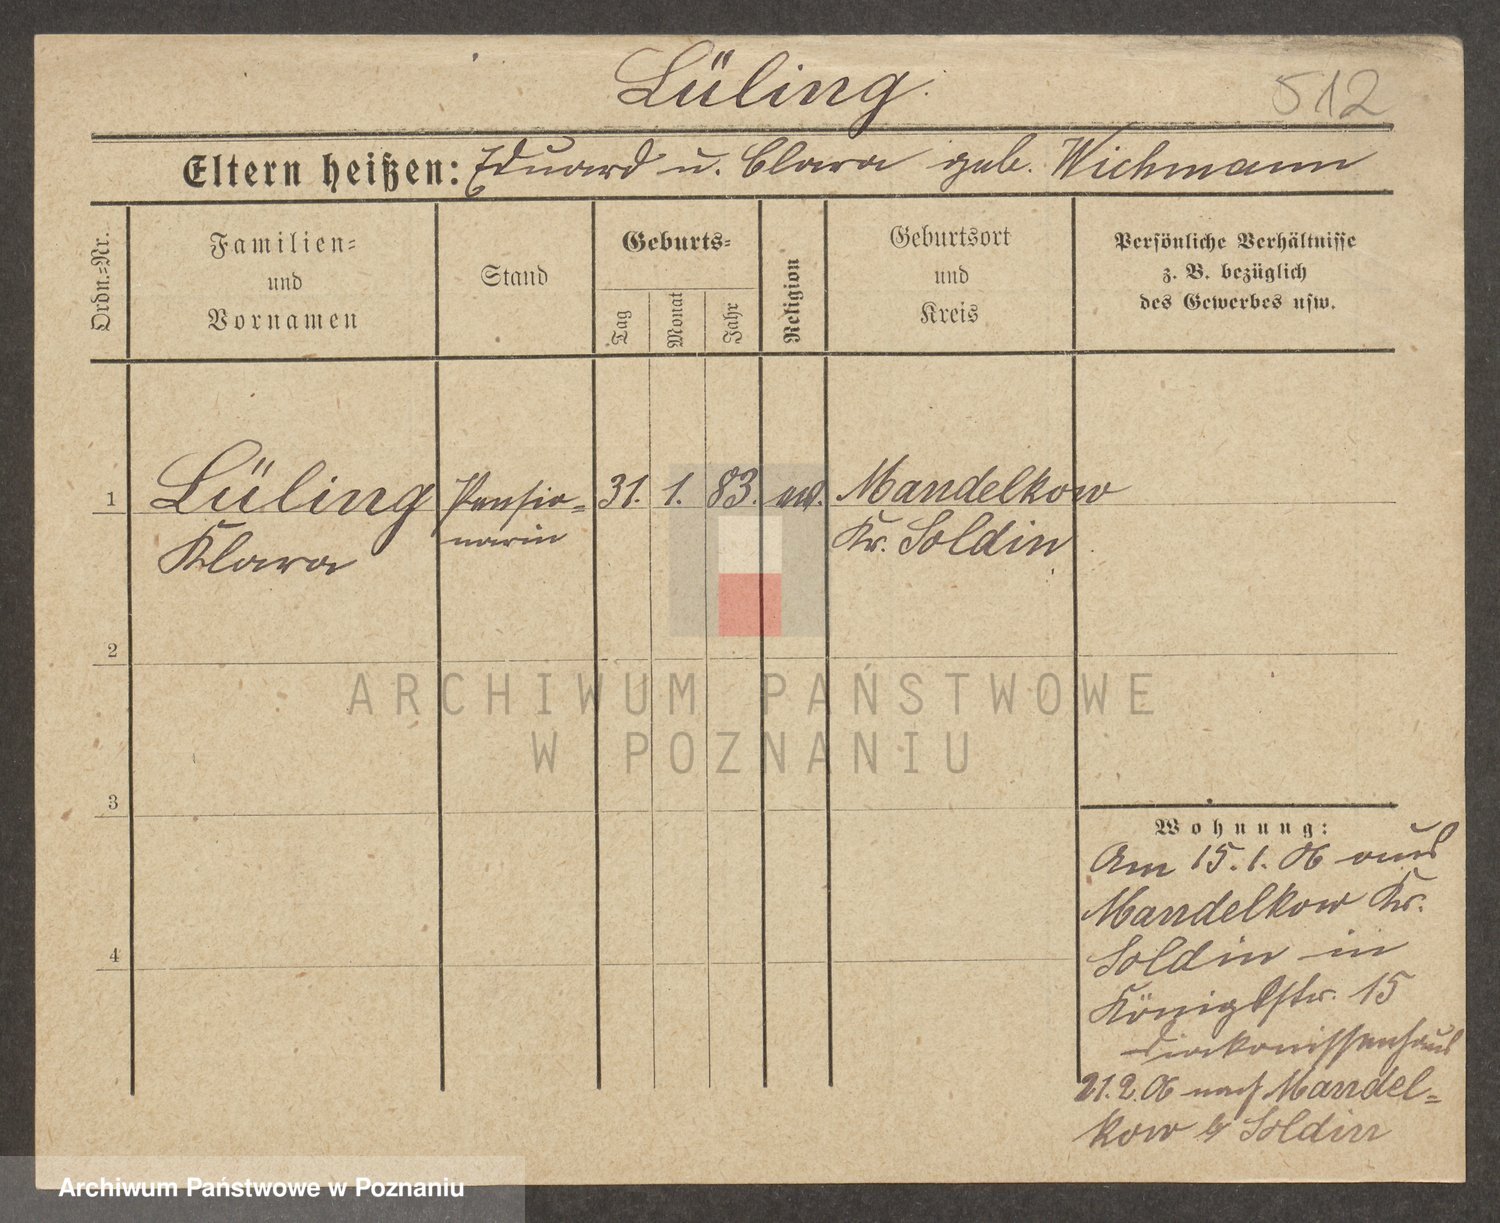 Lüling.
512
Eltern heißen: Eduard u. Clara geb. Wichmann
Ordn.-Nr.
Familien-
und
Vornamen
Stand
Geburts-
Tag
Monat
Jahr
Religion
Geburtsort
und
Kreis
Persönliche Verhältnisse
z. B. bezüglich
des Gewerbes usw.
1 Lüling Pensio- 31. 1. 83. ev. Mandelkow
Klara narin Kr. Soldin
2
3
4
Wohnung:
Am 15.1.06 aus
Mandelkow Kr.
Soldin in
Königstr. 15
Diakonissenhaus
21.2.06 nach Mandel-
kow b Soldin
ARCHIWUM PAŃSTWOWE
W POZNANIU
Archiwum Państwowe w Poznaniu